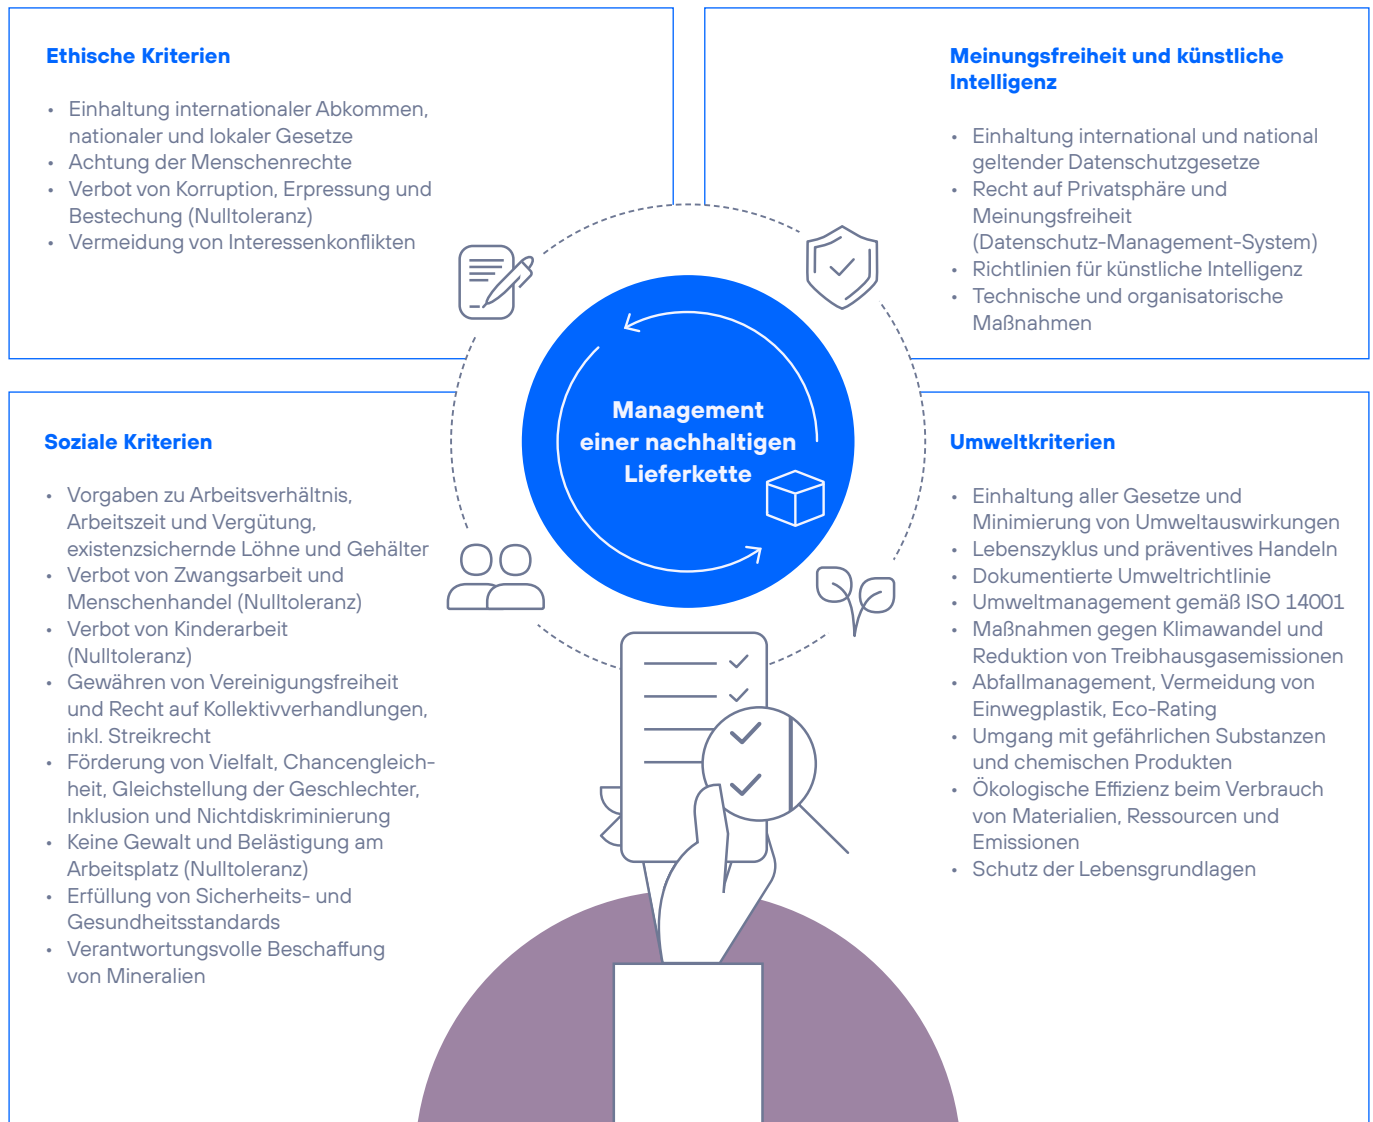 Ethische Kriterien
• Einhaltung internationaler Abkommen,
nationaler und lokaler Gesetze
• Achtung der Menschenrechte
• Verbot von Korruption, Erpressung und
Bestechung (Nulltoleranz)
• Vermeidung von Interessenkonflikten
Meinungsfreiheit und künstliche
Intelligenz
• Einhaltung international und national
geltender Datenschutzgesetze
• Recht auf Privatsphäre und
Meinungsfreiheit
(Datenschutz-Management-System)
• Richtlinien für künstliche Intelligenz
• Technische und organisatorische
Maßnahmen
Management
einer nachhaltigen
Lieferkette
Soziale Kriterien
• Vorgaben zu Arbeitsverhältnis,
Arbeitszeit und Vergütung,
existenzsichernde Löhne und Gehälter
• Verbot von Zwangsarbeit und
Menschenhandel (Nulltoleranz)
• Verbot von Kinderarbeit
(Nulltoleranz)
• Gewähren von Vereinigungsfreiheit
und Recht auf Kollektivverhandlungen,
inkl. Streikrecht
• Förderung von Vielfalt, Chancengleich-
heit, Gleichstellung der Geschlechter,
Inklusion und Nichtdiskriminierung
• Keine Gewalt und Belästigung am
Arbeitsplatz (Nulltoleranz)
• Erfüllung von Sicherheits- und
Gesundheitsstandards
• Verantwortungsvolle Beschaffung
von Mineralien
Umweltkriterien
• Einhaltung aller Gesetze und
Minimierung von Umweltauswirkungen
• Lebenszyklus und präventives Handeln
• Dokumentierte Umweltrichtlinie
• Umweltmanagement gemäß ISO 14001
• Maßnahmen gegen Klimawandel und
Reduktion von Treibhausgasemissionen
• Abfallmanagement, Vermeidung von
Einwegplastik, Eco-Rating
• Umgang mit gefährlichen Substanzen
und chemischen Produkten
• Ökologische Effizienz beim Verbrauch
von Materialien, Ressourcen und
Emissionen
• Schutz der Lebensgrundlagen